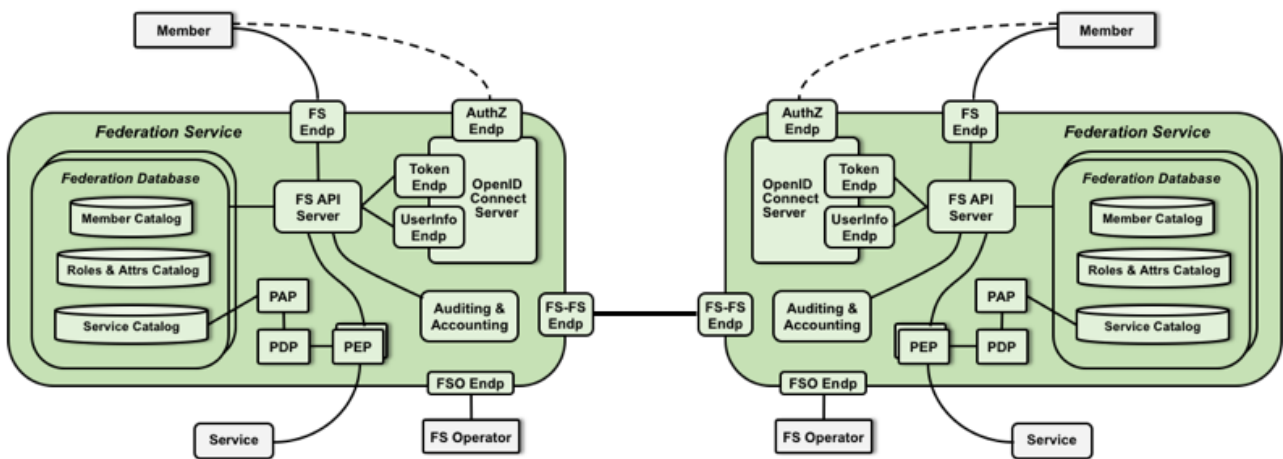 Member
FS
Endp
AuthZ
Endp
Federation Service
Federation Database
Member Catalog
Roles & Attrs Catalog
Service Catalog
FS API
Server
Token
Endp
UserInfo
Endp
OpenID
Connect
Server
PAP
PDP
PEP
Auditing &
Accounting
FS-FS
Endp
FSO Endp
Service
FS Operator
Member
AuthZ
Endp
FS
Endp
Federation Service
OpenID
Connect
Server
Token
Endp
UserInfo
Endp
FS API
Server
Federation Database
Member Catalog
Roles & Attrs Catalog
Service Catalog
FS-FS
Endp
Auditing &
Accounting
PAP
PEP
PDP
FSO Endp
FS Operator
Service